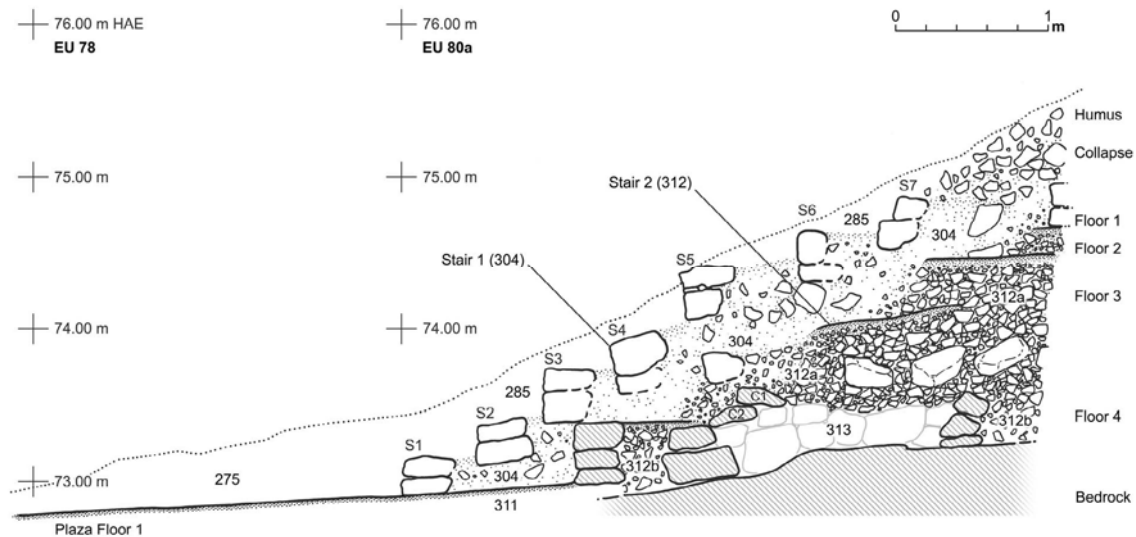 76.00 m HAE
EU 78
76.00 m
EU 80a
0 1
m
Humus
Collapse
75.00 m
75.00 m
Stair 2 (312)
S7
S6
285
304
Floor 1
Floor 2
Stair 1 (304)
S5
312a
Floor 3
74.00 m
74.00 m
S4
304
S3
312a
285
C1
S2
C2
313
312b
Floor 4
S1
312b
73.00 m
275
304
311
Bedrock
Plaza Floor 1